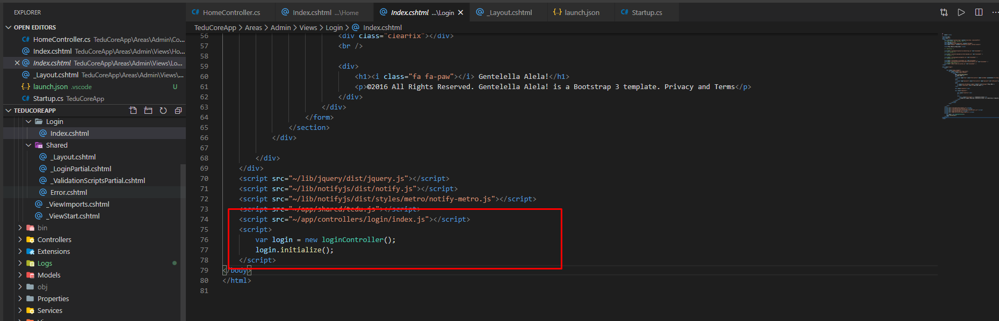 EXPLORER
OPEN EDITORS
C# HomeController.cs TeduCoreApp\Areas\Admin\Co...
@ Index.cshtml TeduCoreApp\Areas\Admin\Views\Ho...
@ Index.cshtml TeduCoreApp\Areas\Admin\Views\Lo...
@ _Layout.cshtml TeduCoreApp\Areas\Admin\Views\...
{..} launch.json .vscode U
C# Startup.cs TeduCoreApp
TEDUCOREAPP
Login
@ Index.cshtml
Shared
@ _Layout.cshtml
@ _LoginPartial.cshtml
@ _ValidationScriptsPartial.cshtml
@ Error.cshtml
@ _ViewImports.cshtml
@ _ViewStart.cshtml
bin
Controllers
Extensions
Logs
Models
obj
Properties
Services
C# HomeController.cs @ Index.cshtml ...\Home @ Index.cshtml ...\Login @ _Layout.cshtml {..} launch.json C# Startup.cs
TeduCoreApp > Areas > Admin > Views > Login > @ Index.cshtml
56 <div class="clearfix"></div>
57 <br />
58
59 <div>
60 <h1><i class="fa fa-paw"></i> Gentelella Alela!</h1>
61 <p>©2016 All Rights Reserved. Gentelella Alela! is a Bootstrap 3 template. Privacy and Terms</p>
62 </div>
63 </div>
64 </form>
65 </section>
66 </div>
67
68 </div>
69 </div>
70 <script src="~/lib/jquery/dist/jquery.js"></script>
71 <script src="~/lib/notifyjs/dist/notify.js"></script>
72 <script src="~/lib/notifyjs/dist/styles/metro/notify-metro.js"></script>
73 <script src="~/app/shared/tedu.js"></script>
74 <script src="~/app/controllers/login/index.js"></script>
75 <script>
76 var login = new loginController();
77 login.initialize();
78 </script>
79 </body>
80 </html>
81